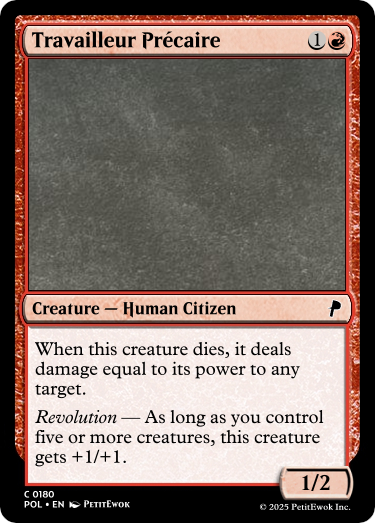 Travailleur Précaire 1
Creature — Human Citizen
When this creature dies, it deals
damage equal to its power to any
target.
Revolution — As long as you control
five or more creatures, this creature
gets +1/+1.
1/2
C 0180
POL • EN PetitEwok
© 2025 PetitEwok Inc.